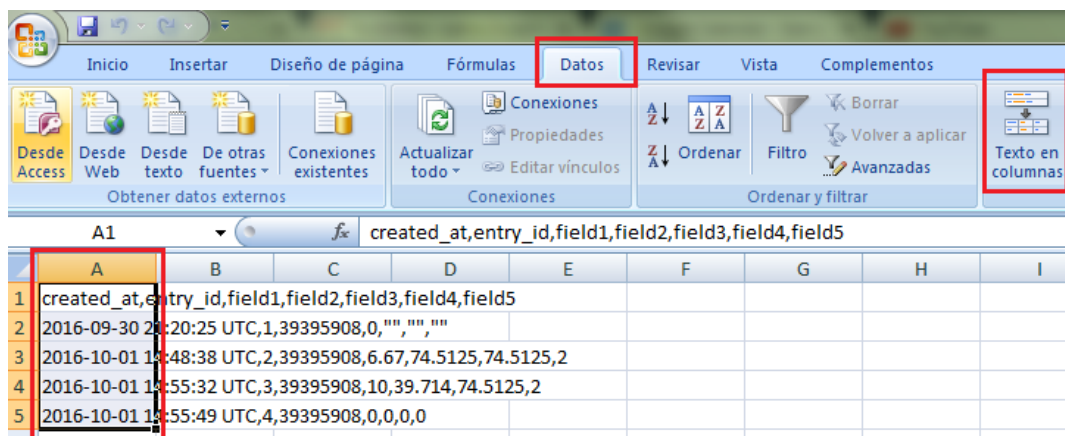 Inicio Insertar Diseño de página Fórmulas Datos Revisar Vista Complementos
Desde Access
Desde Web
Desde texto
De otras fuentes
Conexiones existentes
Obtener datos externos
Actualizar todo
Conexiones
Propiedades
Editar vínculos
Conexiones
Ordenar
Filtro
Borrar
Volver a aplicar
Avanzadas
Ordenar y filtrar
Texto en columnas
A1 fx created_at,entry_id,field1,field2,field3,field4,field5
A B C D E F G H I
1 created_at,entry_id,field1,field2,field3,field4,field5
2 2016-09-30 21:20:25 UTC,1,39395908,0,"","",""
3 2016-10-01 14:48:38 UTC,2,39395908,6.67,74.5125,74.5125,2
4 2016-10-01 14:55:32 UTC,3,39395908,10,39.714,74.5125,2
5 2016-10-01 14:55:49 UTC,4,39395908,0,0,0,0